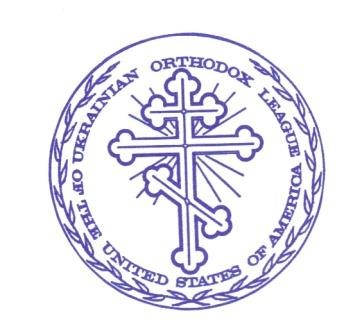 UKRAINIAN ORTHODOX LEAGUE
OF THE UNITED STATES OF AMERICA